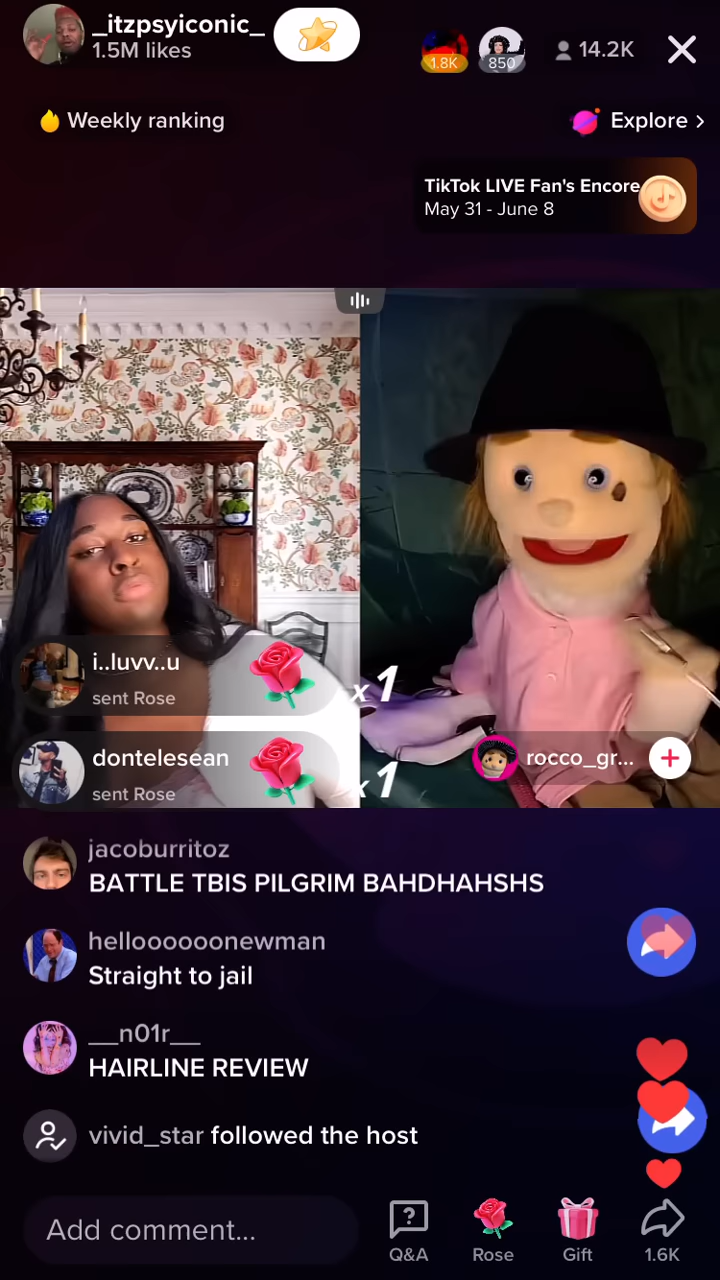 _itzpsyiconic_
1.5M likes
1.8K
850
14.2K
Weekly ranking
Explore
TikTok LIVE Fan's Encore
May 31 - June 8
i..luvv..u
sent Rose
x1
dontelesean
sent Rose
x1
rocco_gr...
jacoburritoz
BATTLE TBIS PILGRIM BAHDHAHSHS
helloooooonewman
Straight to jail
__n01r__
HAIRLINE REVIEW
vivid_star followed the host
Add comment...
Q&A
Rose
Gift
1.6K